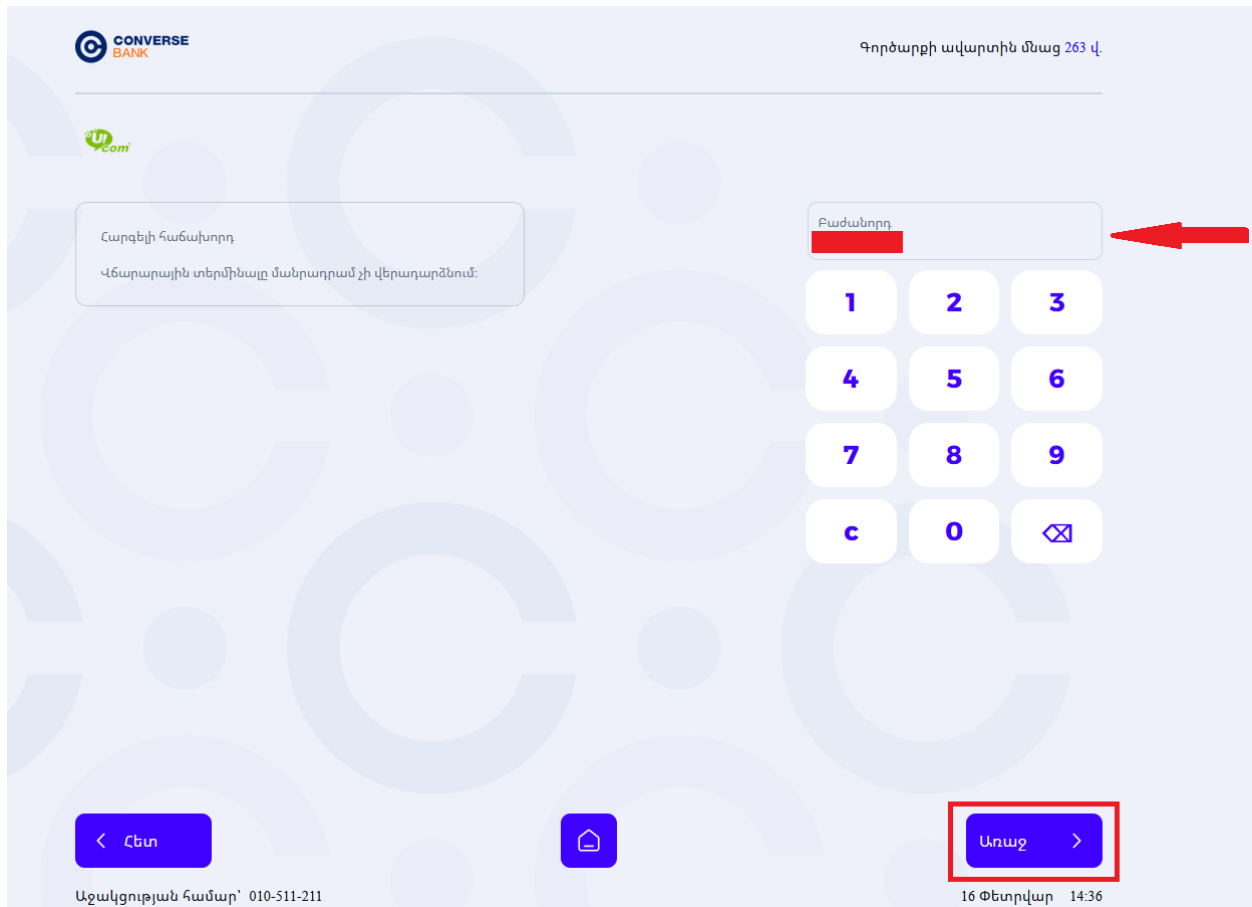 CONVERSE
BANK
Գործարքի ավարտին մնաց 263 վ.
Ucom
Հարգելի հաճախորդ
Վճարարային տերմինալը մանրադրամ չի վերադարձնում:
Բաժանորդ
1 2 3
4 5 6
7 8 9
c 0
Հետ
Առաջ
Աջակցության համար՝ 010-511-211
16 Փետրվար 14:36